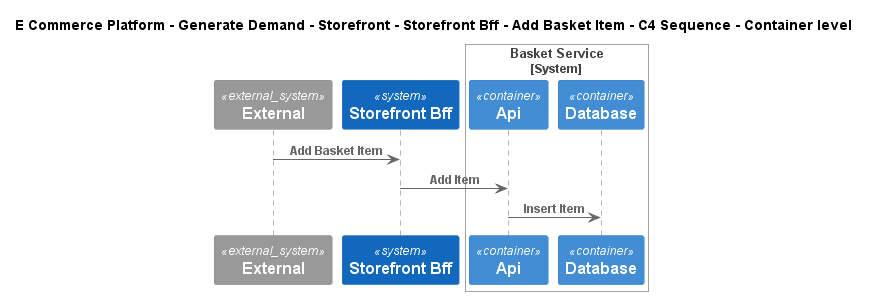 E Commerce Platform - Generate Demand - Storefront - Storefront Bff - Add Basket Item - C4 Sequence - Container level
Basket Service
[System]
«external_system» «system» «container» «container»
External Storefront Bff Api Database
Add Basket Item
Add Item
Insert Item
«external_system» «system» «container» «container»
External Storefront Bff Api Database